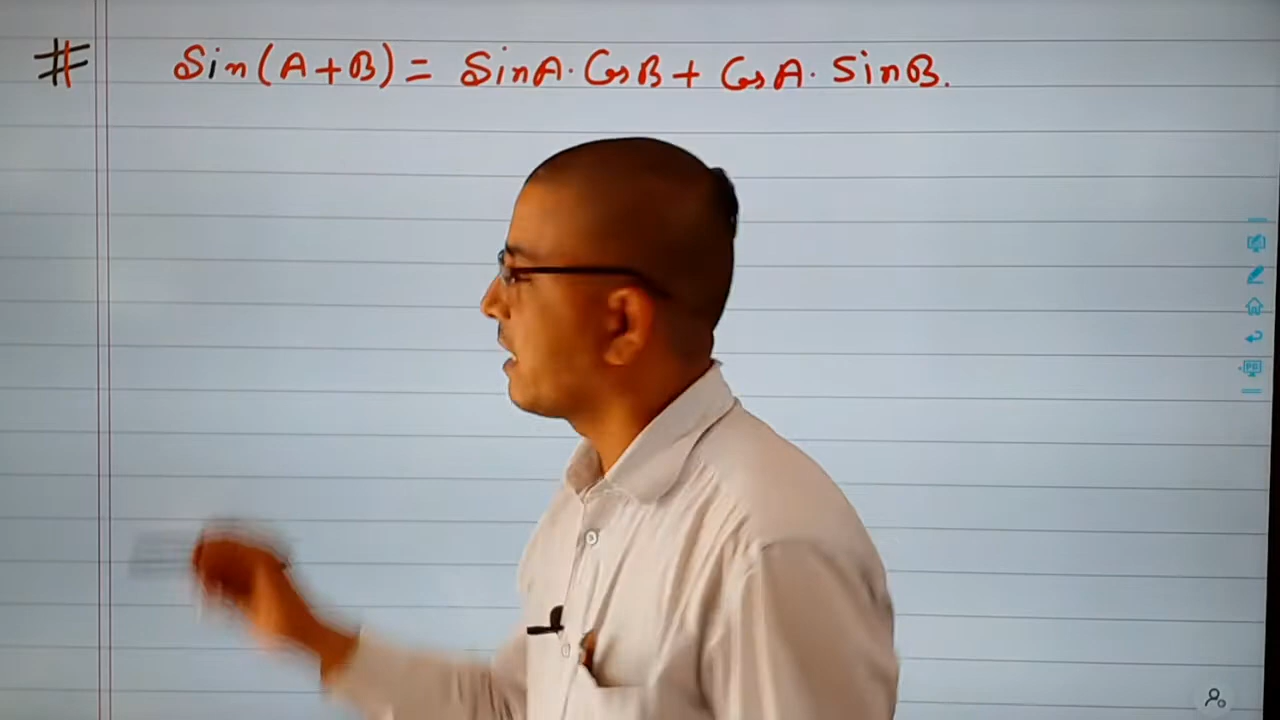 # Sin(A+B) = SinA·CosB + CosA·SinB.